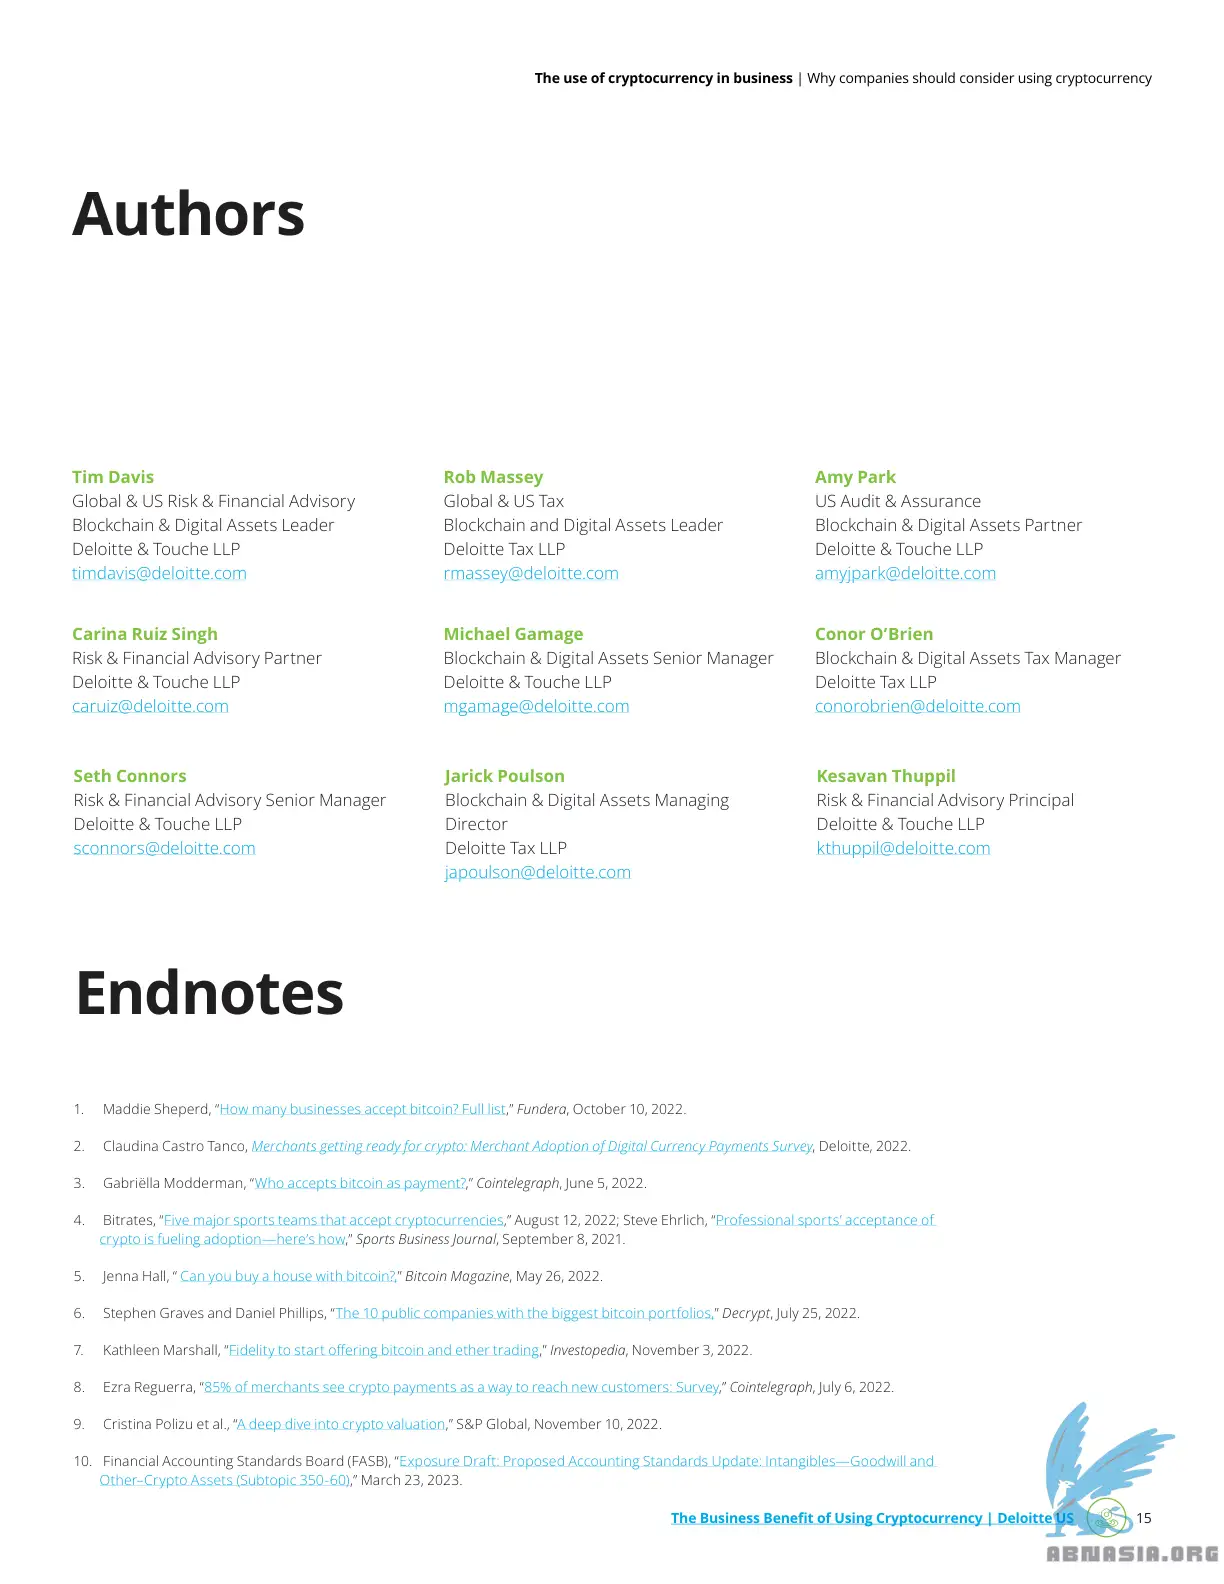 The use of cryptocurrency in business | Why companies should consider using cryptocurrency
Authors
Tim Davis
Global & US Risk & Financial Advisory
Blockchain & Digital Assets Leader
Deloitte & Touche LLP
timdavis@deloitte.com
Rob Massey
Global & US Tax
Blockchain and Digital Assets Leader
Deloitte Tax LLP
rmassey@deloitte.com
Amy Park
US Audit & Assurance
Blockchain & Digital Assets Partner
Deloitte & Touche LLP
amyjpark@deloitte.com
Carina Ruiz Singh
Risk & Financial Advisory Partner
Deloitte & Touche LLP
caruiz@deloitte.com
Michael Gamage
Blockchain & Digital Assets Senior Manager
Deloitte & Touche LLP
mgamage@deloitte.com
Conor O’Brien
Blockchain & Digital Assets Tax Manager
Deloitte Tax LLP
conorobrien@deloitte.com
Seth Connors
Risk & Financial Advisory Senior Manager
Deloitte & Touche LLP
sconnors@deloitte.com
Jarick Poulson
Blockchain & Digital Assets Managing
Director
Deloitte Tax LLP
japoulson@deloitte.com
Kesavan Thuppil
Risk & Financial Advisory Principal
Deloitte & Touche LLP
kthuppil@deloitte.com
Endnotes
1. Maddie Sheperd, “How many businesses accept bitcoin? Full list,” Fundera, October 10, 2022.
2. Claudina Castro Tanco, Merchants getting ready for crypto: Merchant Adoption of Digital Currency Payments Survey, Deloitte, 2022.
3. Gabriëlla Modderman, “Who accepts bitcoin as payment?,” Cointelegraph, June 5, 2022.
4. Bitrates, “Five major sports teams that accept cryptocurrencies,” August 12, 2022; Steve Ehrlich, “Professional sports’ acceptance of
crypto is fueling adoption—here’s how,” Sports Business Journal, September 8, 2021.
5. Jenna Hall, “ Can you buy a house with bitcoin?,” Bitcoin Magazine, May 26, 2022.
6. Stephen Graves and Daniel Phillips, “The 10 public companies with the biggest bitcoin portfolios,” Decrypt, July 25, 2022.
7. Kathleen Marshall, “Fidelity to start offering bitcoin and ether trading,” Investopedia, November 3, 2022.
8. Ezra Reguerra, “85% of merchants see crypto payments as a way to reach new customers: Survey,” Cointelegraph, July 6, 2022.
9. Cristina Polizu et al., “A deep dive into crypto valuation,” S&P Global, November 10, 2022.
10. Financial Accounting Standards Board (FASB), “Exposure Draft: Proposed Accounting Standards Update: Intangibles—Goodwill and
Other–Crypto Assets (Subtopic 350-60),” March 23, 2023.
The Business Benefit of Using Cryptocurrency | Deloitte US
15
ABNASIA.ORG